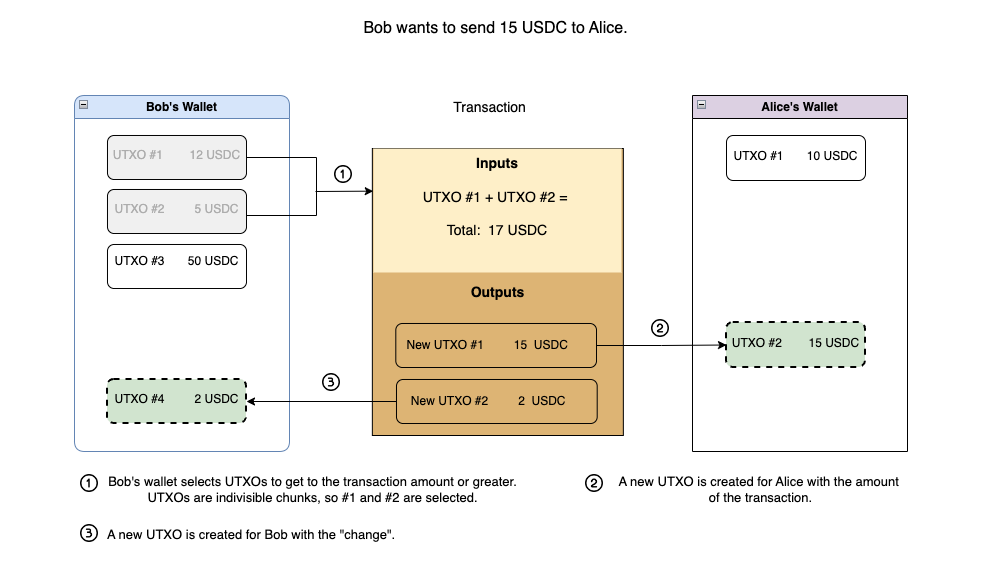 Bob wants to send 15 USDC to Alice.
Bob's Wallet
Transaction
Alice's Wallet
UTXO #1 12 USDC
UTXO #2 5 USDC
UTXO #3 50 USDC
UTXO #4 2 USDC
1
Inputs
UTXO #1 + UTXO #2 =
Total: 17 USDC
Outputs
New UTXO #1 15 USDC
New UTXO #2 2 USDC
2
3
UTXO #1 10 USDC
UTXO #2 15 USDC
1 Bob's wallet selects UTXOs to get to the transaction amount or greater.
UTXOs are indivisible chunks, so #1 and #2 are selected.
2 A new UTXO is created for Alice with the amount
of the transaction.
3 A new UTXO is created for Bob with the "change".